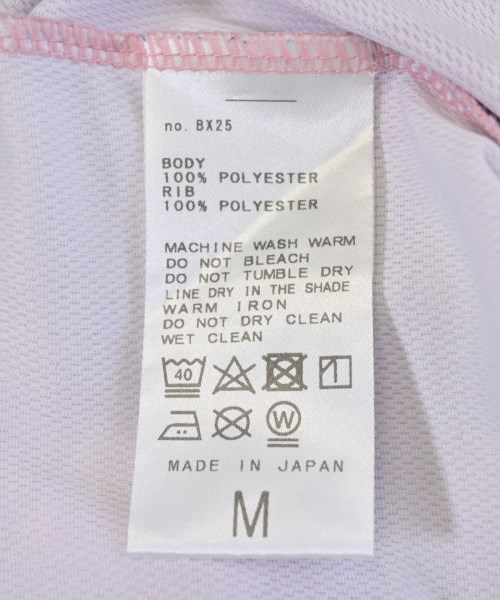 no. BX25
BODY
100% POLYESTER
RIB
100% POLYESTER
MACHINE WASH WARM
DO NOT BLEACH
DO NOT TUMBLE DRY
LINE DRY IN THE SHADE
WARM IRON
DO NOT DRY CLEAN
WET CLEAN
40
W
MADE IN JAPAN
M